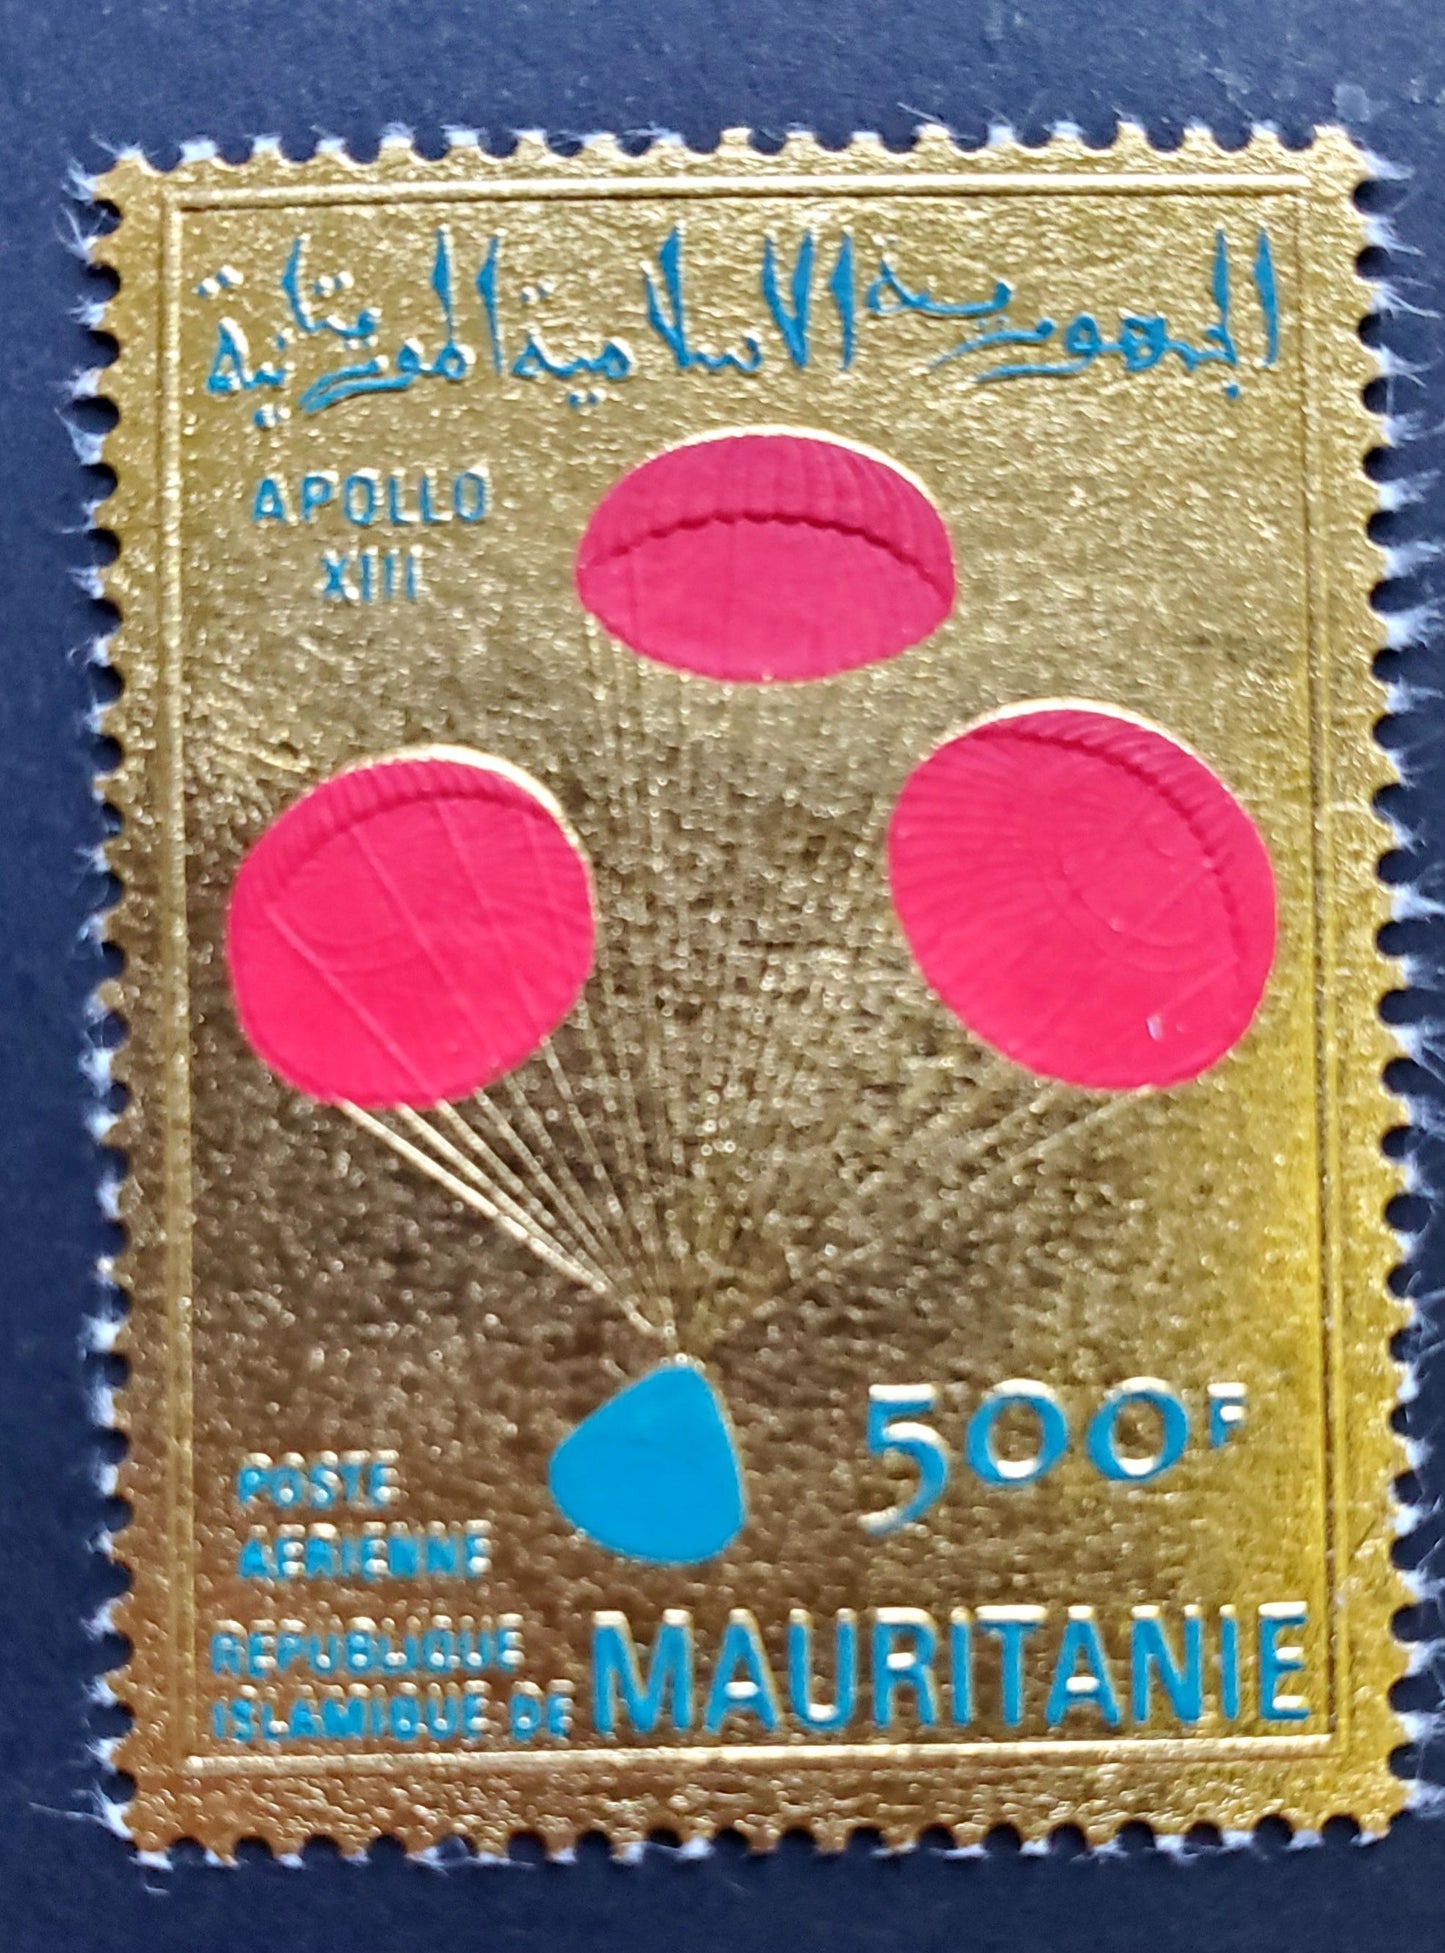 الجمهورية الاسلامية الموريتانية
APOLLO
XIII
500F
POSTE
AERIENNE
REPUBLIQUE
ISLAMIQUE DE MAURITANIE